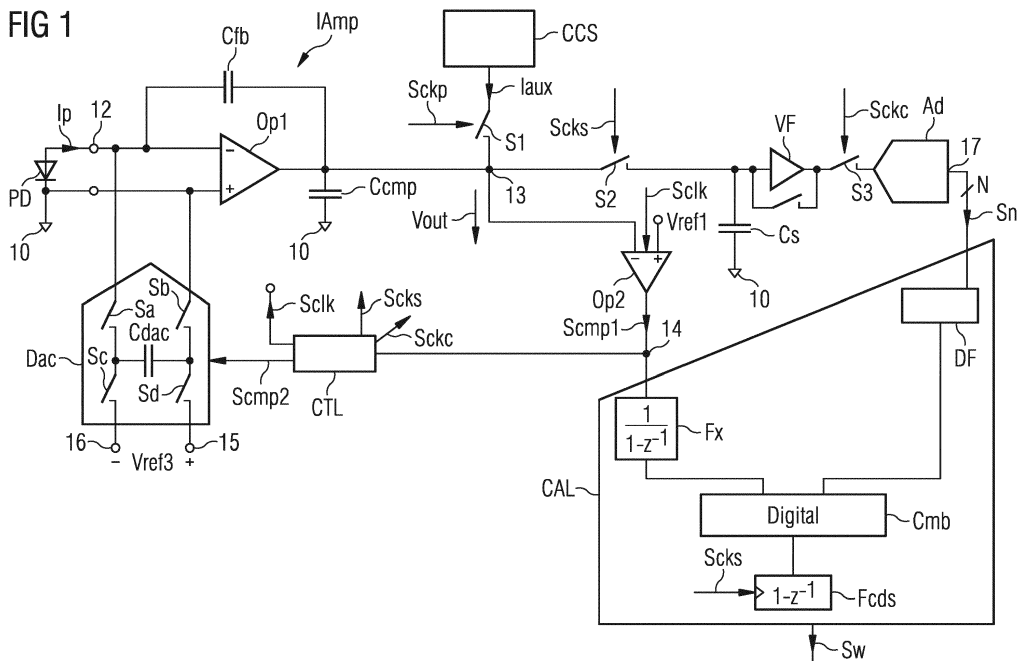 FIG 1
IAmp
Cfb
CCS
Iaux
Sckp
S1
Scks
Sckc
Ip
12
Op1
VF
Ad
17
PD
S2
S3
N
Sn
10
Ccmp
10
13
Vout
Sclk
Vref1
- +
Op2
Cs
10
- +
Sa
Sb
Cdac
Dac
Sc
Sd
Sclk
Scks
Sckc
Scmp1
14
DF
Scmp2
CTL
16
15
- Vref3 +
1
1-z-1
Fx
CAL
Digital
Cmb
Scks
1-z-1
Fcds
Sw